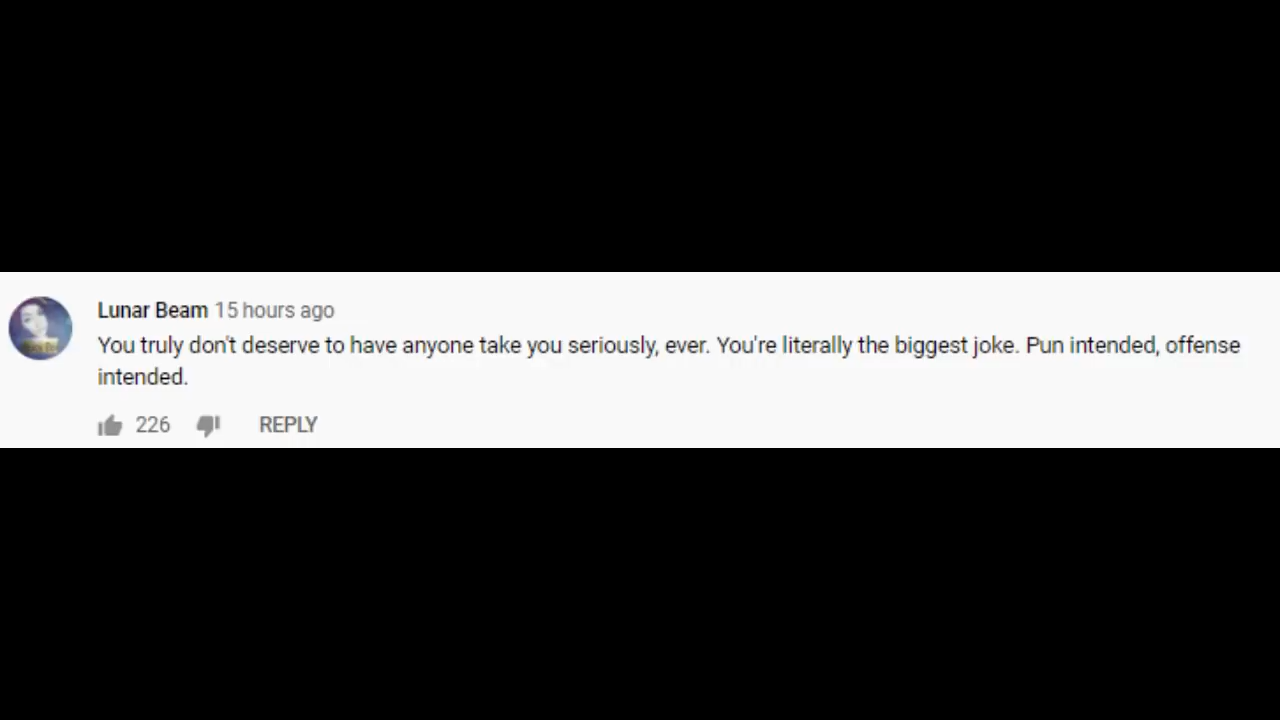 Lunar Beam 15 hours ago
You truly don't deserve to have anyone take you seriously, ever. You're literally the biggest joke. Pun intended, offense
intended.
226 REPLY